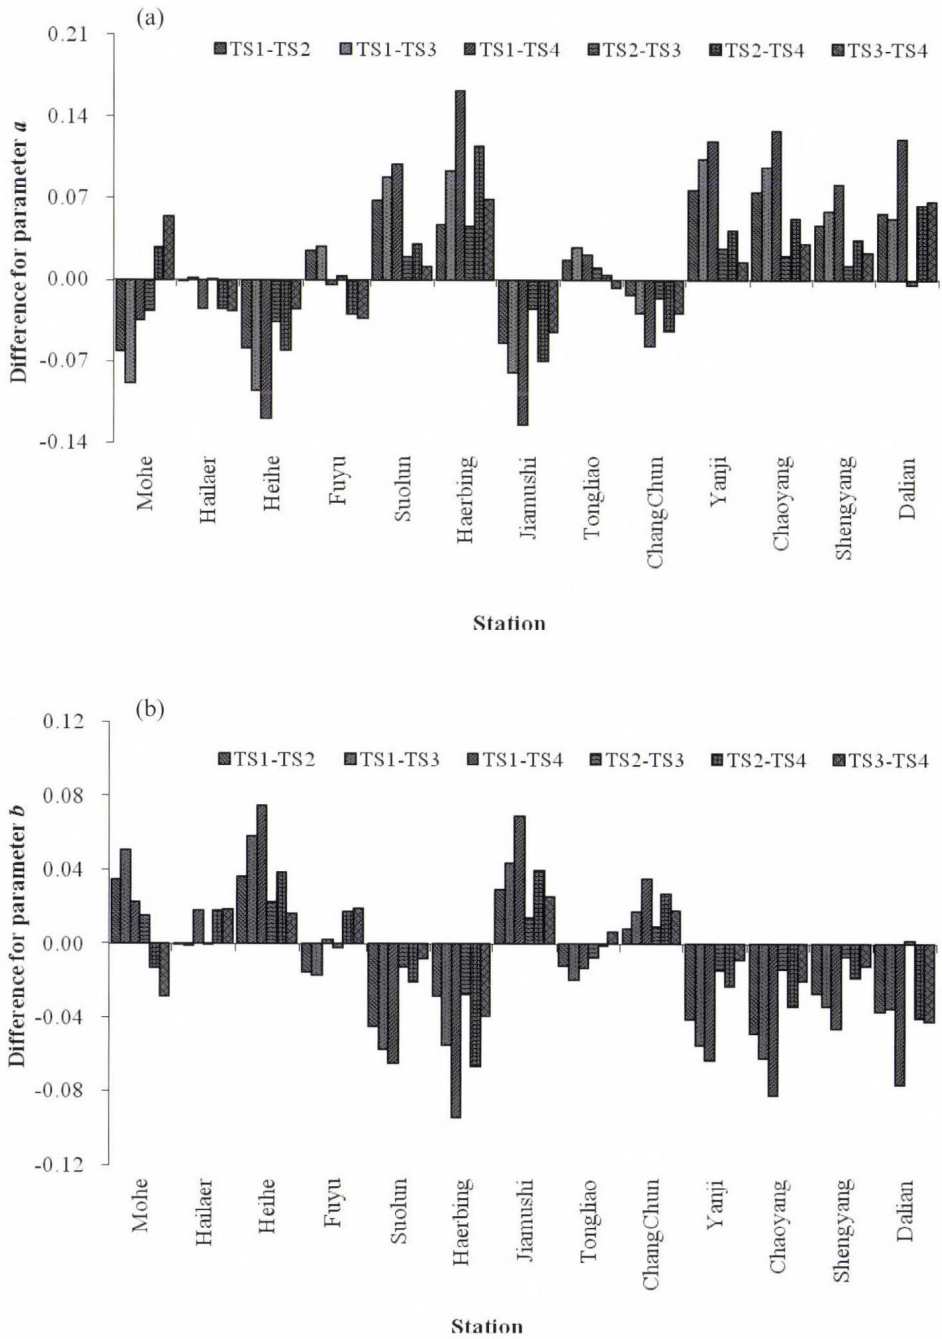 (a)
0.21
0.14
0.07
0.00
-0.07
-0.14
Difference for parameter a
TS1-TS2 TS1-TS3 TS1-TS4 TS2-TS3 TS2-TS4 TS3-TS4
Mohe
Hailaer
Heihe
Fuyu
Suolun
Haerbing
Jiamushi
Tongliao
ChangChun
Yanji
Chaoyang
Shengyang
Dalian
Station
(b)
0.12
0.08
0.04
0.00
-0.04
-0.08
-0.12
Difference for parameter b
TS1-TS2 TS1-TS3 TS1-TS4 TS2-TS3 TS2-TS4 TS3-TS4
Mohe
Hailaer
Heihe
Fuyu
Suolun
Haerbing
Jiamushi
Tongliao
ChangChun
Yanji
Chaoyang
Shengyang
Dalian
Station